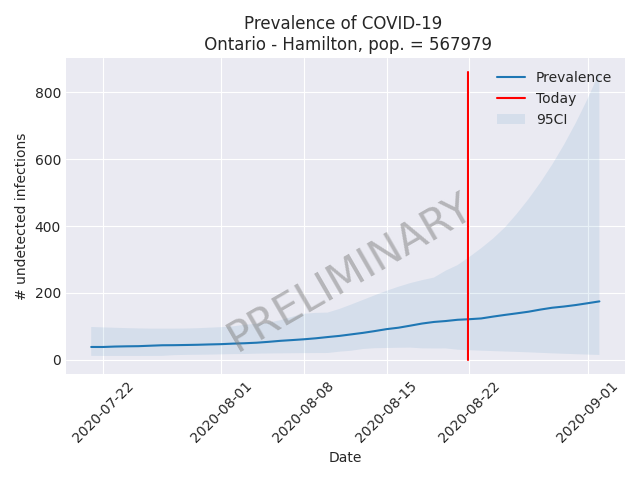 Prevalence of COVID-19
Ontario - Hamilton, pop. = 567979
Prevalence
Today
95CI
800
600
400
200
0
# undetected infections
PRELIMINARY
2020-07-22
2020-08-01
2020-08-08
2020-08-15
2020-08-22
2020-09-01
Date